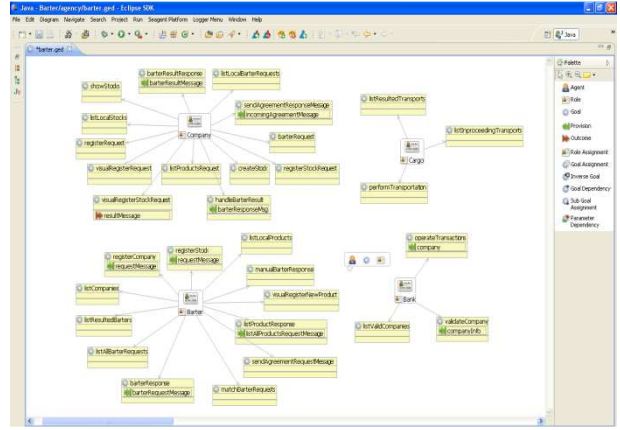 Java - Barter/agency/barter.ged - Eclipse SDK
File Edit Diagram Navigate Search Project Run Seagent Platform Logger Menu Window Help
Java
*barter.ged
Palette
Agent
Role
Goal
Provision
Outcome
Role Assignment
Goal Assignment
Inverse Goal
Goal Dependency
Sub Goal
Assignment
Parameter
Dependency
barterResultResponse
barterResultMessage
listLocalBarterRequests
showStocks
sendAgreementResponseMessage
incomingAgreementMessage
listLocalStocks
Company
barterRequest
registerRequest
visualRegisterRequest
listProductsRequest
createStock
registerStockRequest
visualRegisterStockRequest
resultMessage
handleBarterResult
barterResponseMsg
listResultedTransports
listInproceedingTransports
Cargo
performTransportation
listLocalProducts
registerStock
requestMessage
registerCompany
requestMessage
manualBarterResponse
listCompanies
visualRegisterNewProduct
Barter
listResultedBarters
listProductResponse
listAllProductsRequestMessage
listAllBarterRequests
sendAgreementRequestMessage
barterResponse
barterRequestMessage
matchBarterRequests
operateTransactions
company
Bank
listValidCompanies
validateCompany
companyInfo